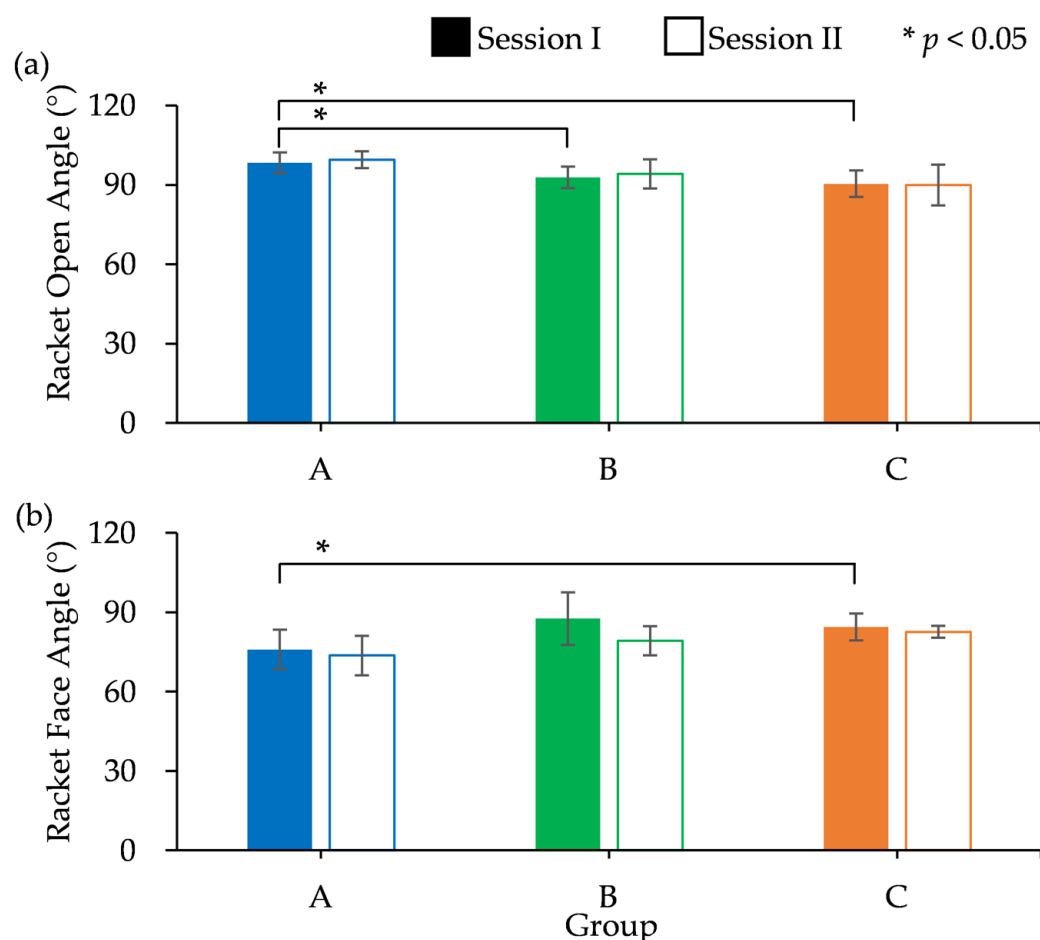 Session I Session II * p < 0.05
(a)
Racket Open Angle (°)
120
90
60
30
0
*
*
A B C
(b)
Racket Face Angle (°)
120
90
60
30
0
*
A B C
Group